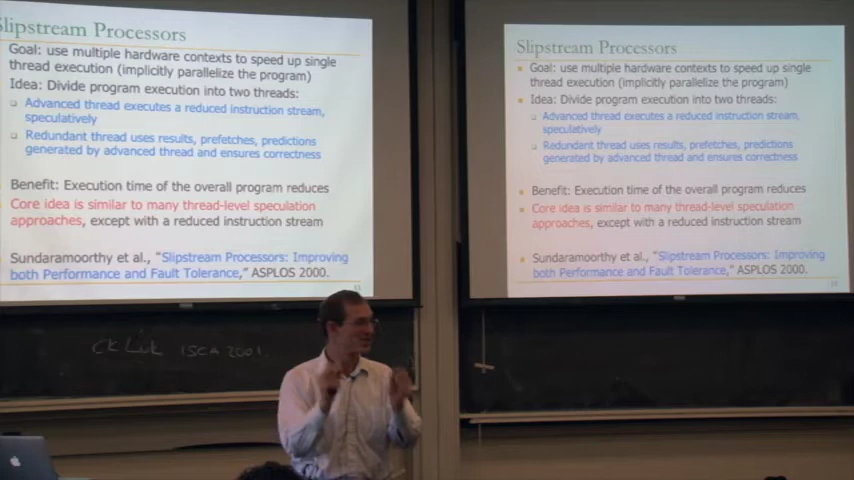 Slipstream Processors
Goal: use multiple hardware contexts to speed up single
thread execution (implicitly parallelize the program)
Idea: Divide program execution into two threads:
Advanced thread executes a reduced instruction stream,
speculatively
Redundant thread uses results, prefetches, predictions
generated by advanced thread and ensures correctness
Benefit: Execution time of the overall program reduces
Core idea is similar to many thread-level speculation
approaches, except with a reduced instruction stream
Sundaramoorthy et al., "Slipstream Processors: Improving
both Performance and Fault Tolerance," ASPLOS 2000.
Slipstream Processors
Goal: use multiple hardware contexts to speed up single
thread execution (implicitly parallelize the program)
Idea: Divide program execution into two threads:
Advanced thread executes a reduced instruction stream,
speculatively
Redundant thread uses results, prefetches, predictions
generated by advanced thread and ensures correctness
Benefit: Execution time of the overall program reduces
Core idea is similar to many thread-level speculation
approaches, except with a reduced instruction stream
Sundaramoorthy et al., "Slipstream Processors: Improving
both Performance and Fault Tolerance," ASPLOS 2000.
CK Luk ISCA 2001.